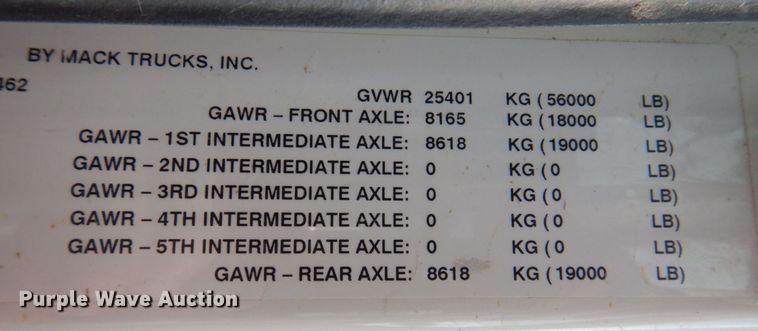 BY MACK TRUCKS, INC.
462
GVWR 25401 KG ( 56000 LB)
GAWR – FRONT AXLE: 8165 KG ( 18000 LB)
GAWR – 1ST INTERMEDIATE AXLE: 8618 KG ( 19000 LB)
GAWR – 2ND INTERMEDIATE AXLE: 0 KG ( 0 LB)
GAWR – 3RD INTERMEDIATE AXLE: 0 KG ( 0 LB)
GAWR – 4TH INTERMEDIATE AXLE: 0 KG ( 0 LB)
GAWR – 5TH INTERMEDIATE AXLE: 0 KG ( 0 LB)
GAWR – REAR AXLE: 8618 KG ( 19000 LB)
Purple Wave Auction